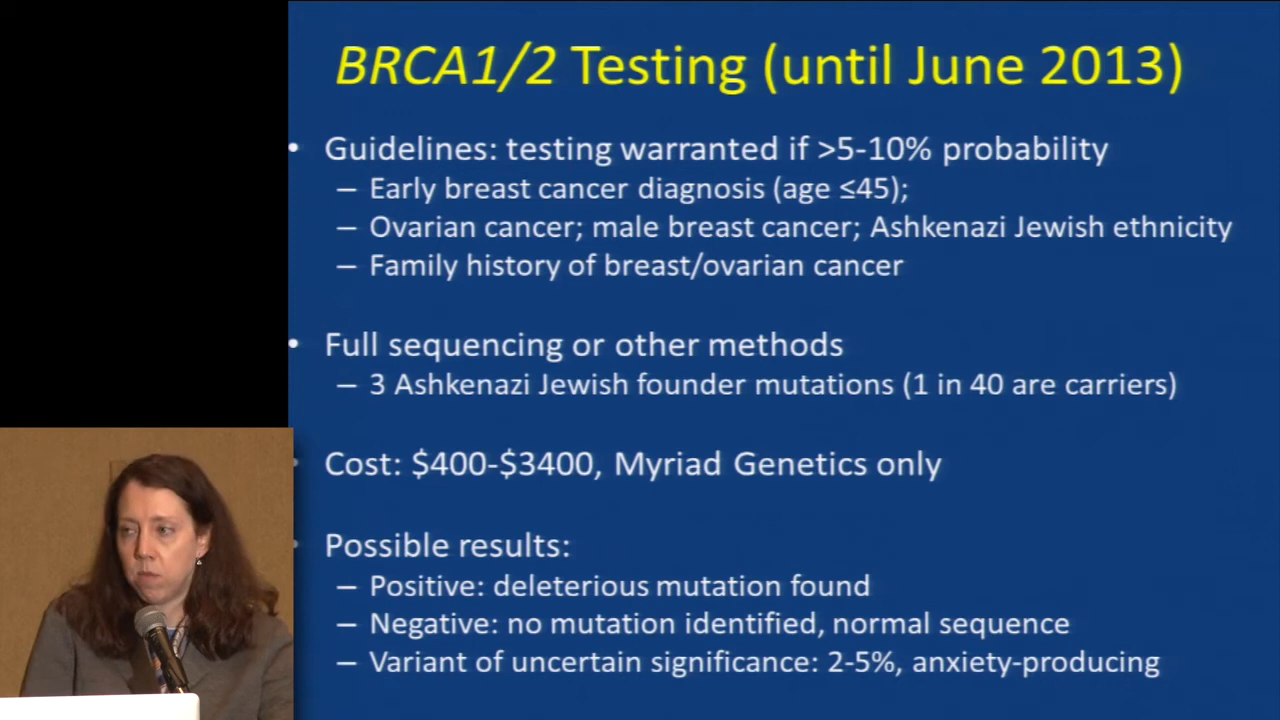 BRCA1/2 Testing (until June 2013)
• Guidelines: testing warranted if >5-10% probability
– Early breast cancer diagnosis (age ≤45);
– Ovarian cancer; male breast cancer; Ashkenazi Jewish ethnicity
– Family history of breast/ovarian cancer
• Full sequencing or other methods
– 3 Ashkenazi Jewish founder mutations (1 in 40 are carriers)
• Cost: $400-$3400, Myriad Genetics only
• Possible results:
– Positive: deleterious mutation found
– Negative: no mutation identified, normal sequence
– Variant of uncertain significance: 2-5%, anxiety-producing